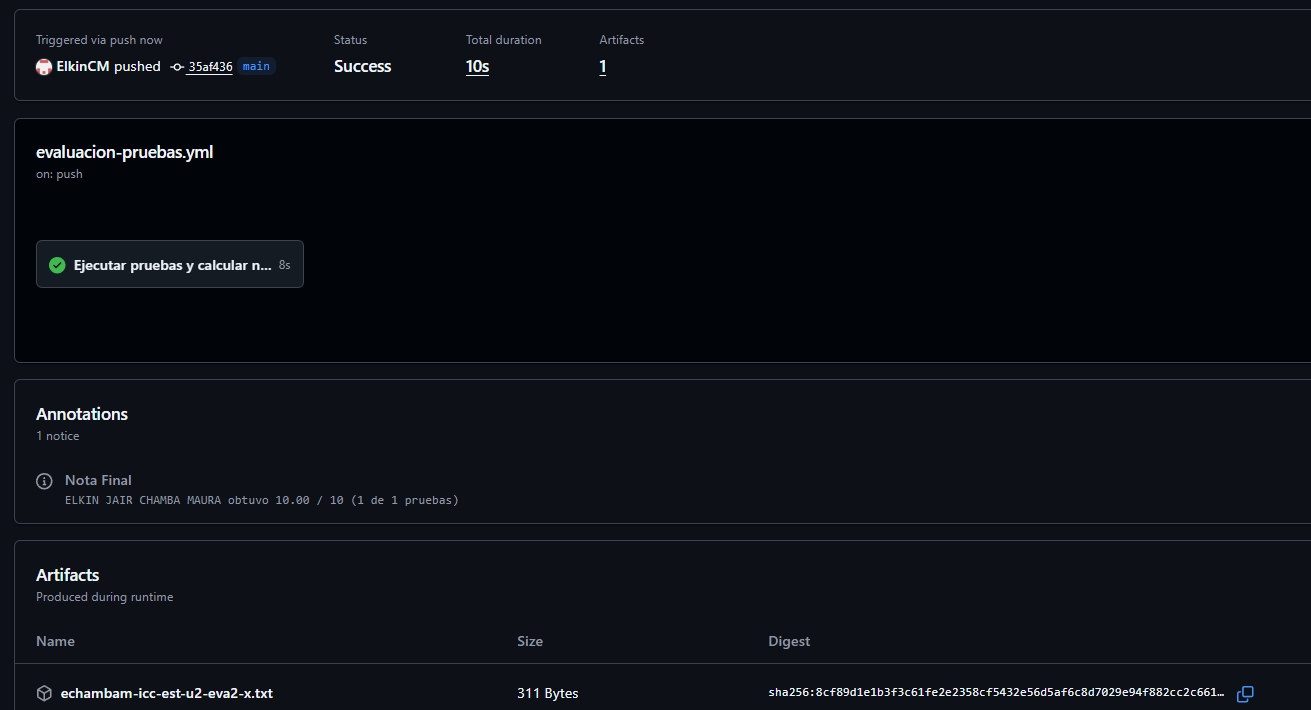 Triggered via push now
Status
Total duration
Artifacts
ElkinCM pushed 35af436 main
Success
10s
1
evaluacion-pruebas.yml
on: push
Ejecutar pruebas y calcular n... 8s
Annotations
1 notice
Nota Final
ELKIN JAIR CHAMBA MAURA obtuvo 10.00 / 10 (1 de 1 pruebas)
Artifacts
Produced during runtime
Name Size Digest
echambam-icc-est-u2-eva2-x.txt 311 Bytes sha256:8cf89d1e1b3f3c61fe2e2358cf5432e56d5af6c8d7029e94f882cc2c661...